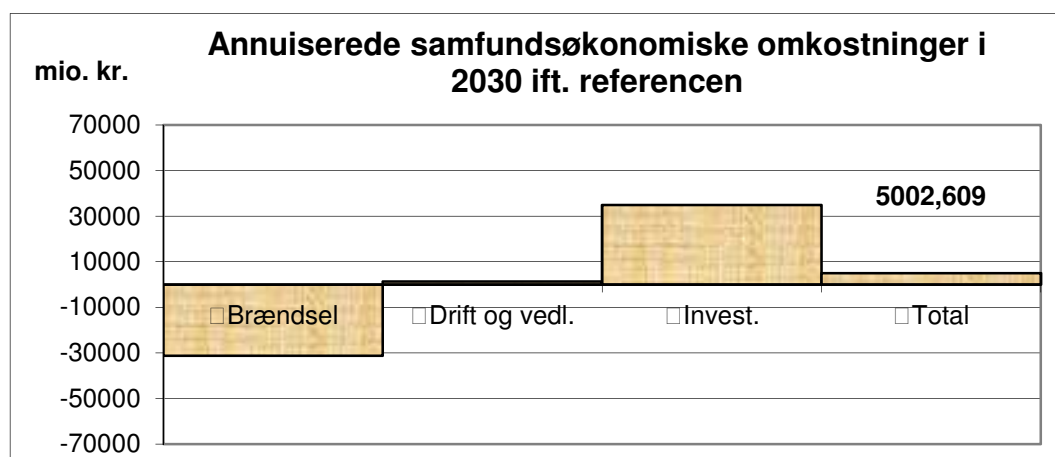 Annuiserede samfundsøkonomiske omkostninger i
2030 ift. referencen
mio. kr.
70000
50000
30000
10000
-10000
-30000
-50000
-70000
5002,609
□Brændsel □Drift og vedl. □Invest. □Total